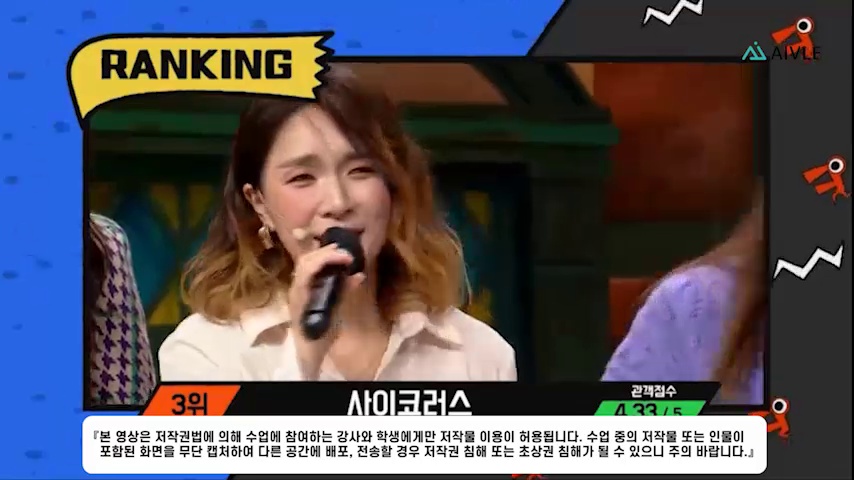 RANKING
AIVLE
3위
사이코러스
관객점수
4.33 / 5
『본 영상은 저작권법에 의해 수업에 참여하는 강사와 학생에게만 저작물 이용이 허용됩니다. 수업 중의 저작물 또는 인물이
포함된 화면을 무단 캡처하여 다른 공간에 배포, 전송할 경우 저작권 침해 또는 초상권 침해가 될 수 있으니 주의 바랍니다.』